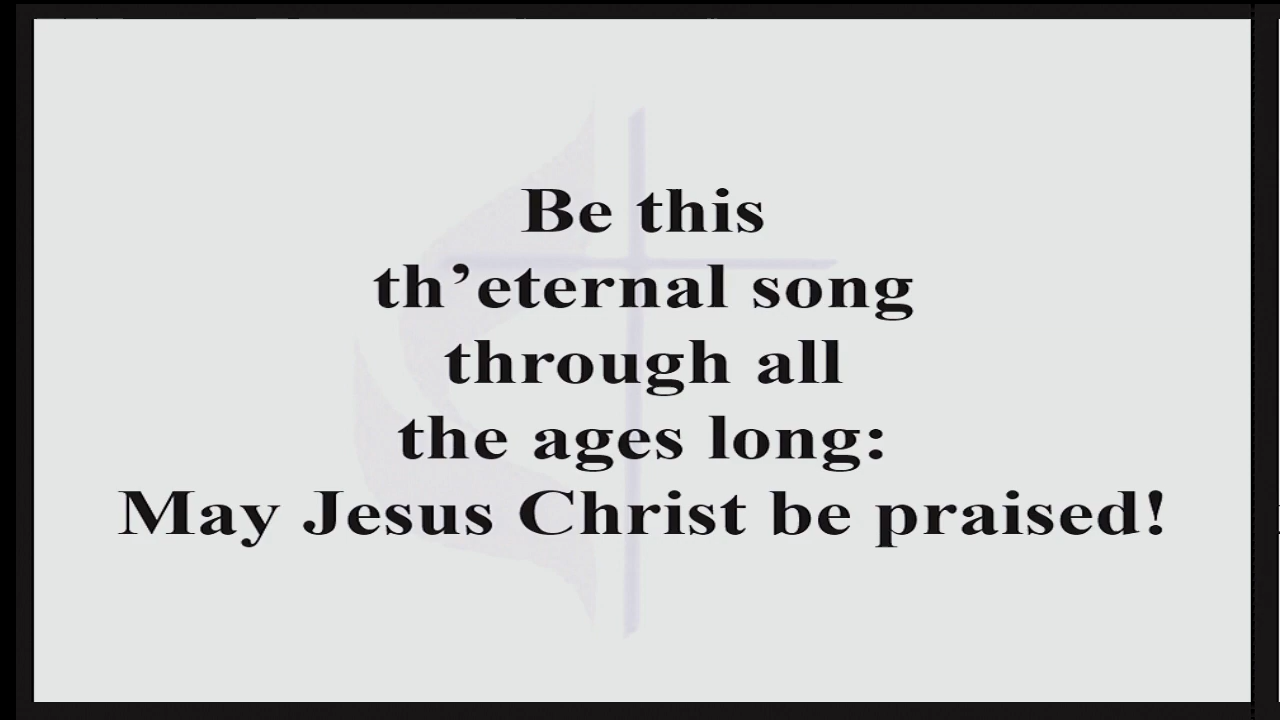 Be this
th’eternal song
through all
the ages long:
May Jesus Christ be praised!